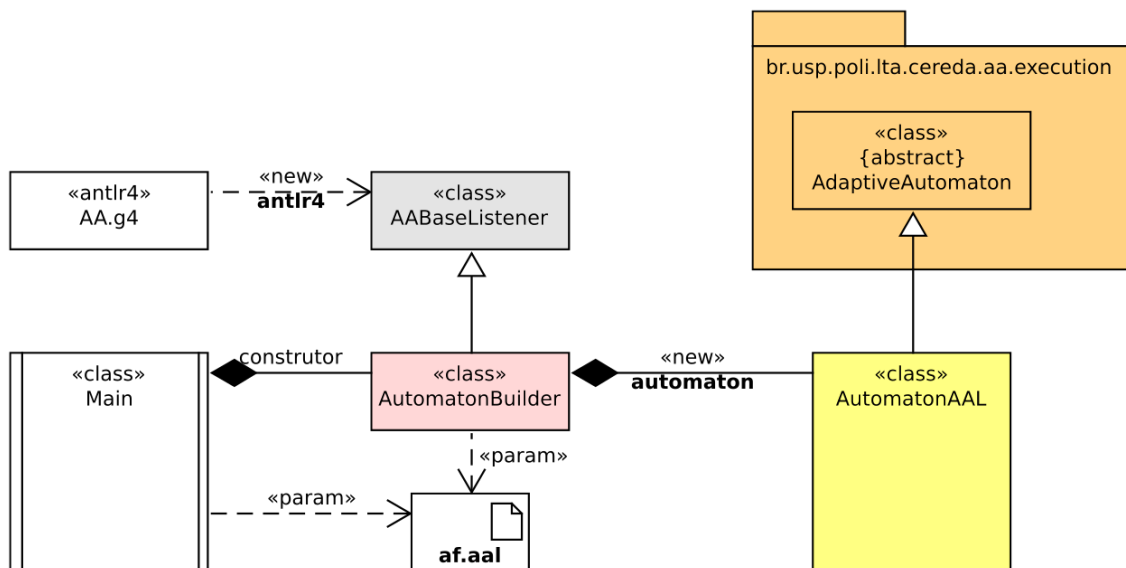 br.usp.poli.lta.cereda.aa.execution
«class»
{abstract}
AdaptiveAutomaton
«antlr4»
AA.g4
«new»
antlr4
«class»
AABaseListener
«class»
Main
construtor
«class»
AutomatonBuilder
«new»
automaton
«class»
AutomatonAAL
«param»
«param»
af.aal